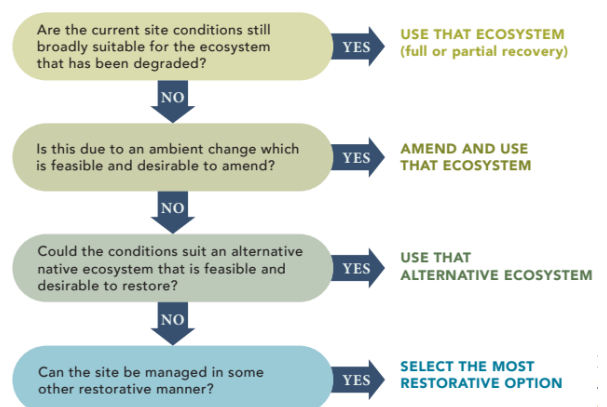 Are the current site conditions still
broadly suitable for the ecosystem
that has been degraded?
YES
USE THAT ECOSYSTEM
(full or partial recovery)
NO
Is this due to an ambient change which
is feasible and desirable to amend?
YES
AMEND AND USE
THAT ECOSYSTEM
NO
Could the conditions suit an alternative
native ecosystem that is feasible and
desirable to restore?
YES
USE THAT
ALTERNATIVE ECOSYSTEM
NO
Can the site be managed in some
other restorative manner?
YES
SELECT THE MOST
RESTORATIVE OPTION